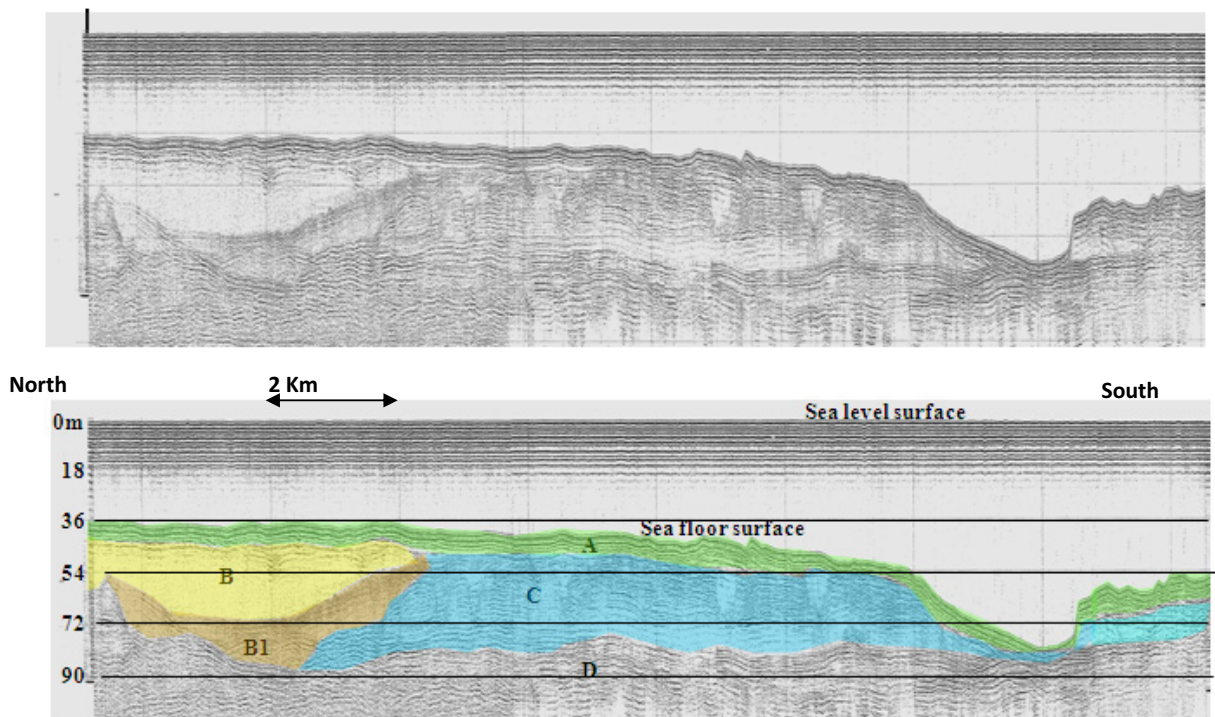 North
2 Km
South
Sea level surface
0m
18
36
Sea floor surface
A
54
B
C
72
B1
90
D